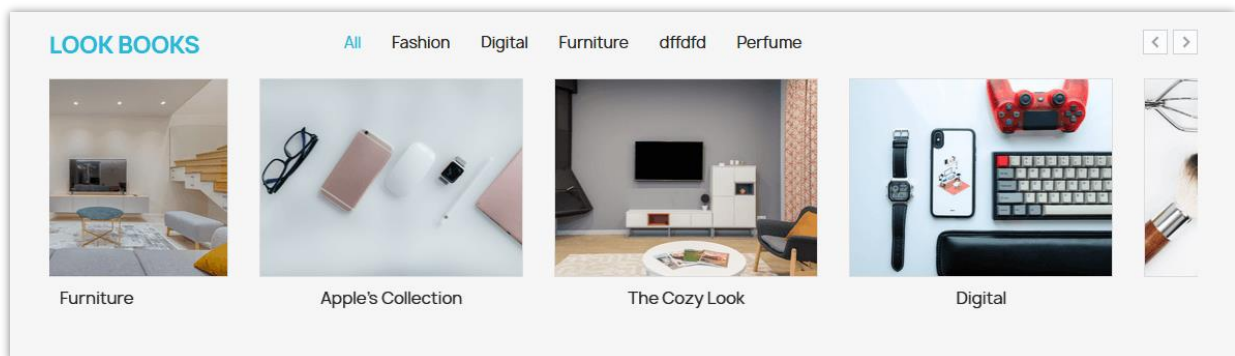 LOOK BOOKS
All Fashion Digital Furniture dffdfd Perfume
Furniture Apple's Collection The Cozy Look Digital